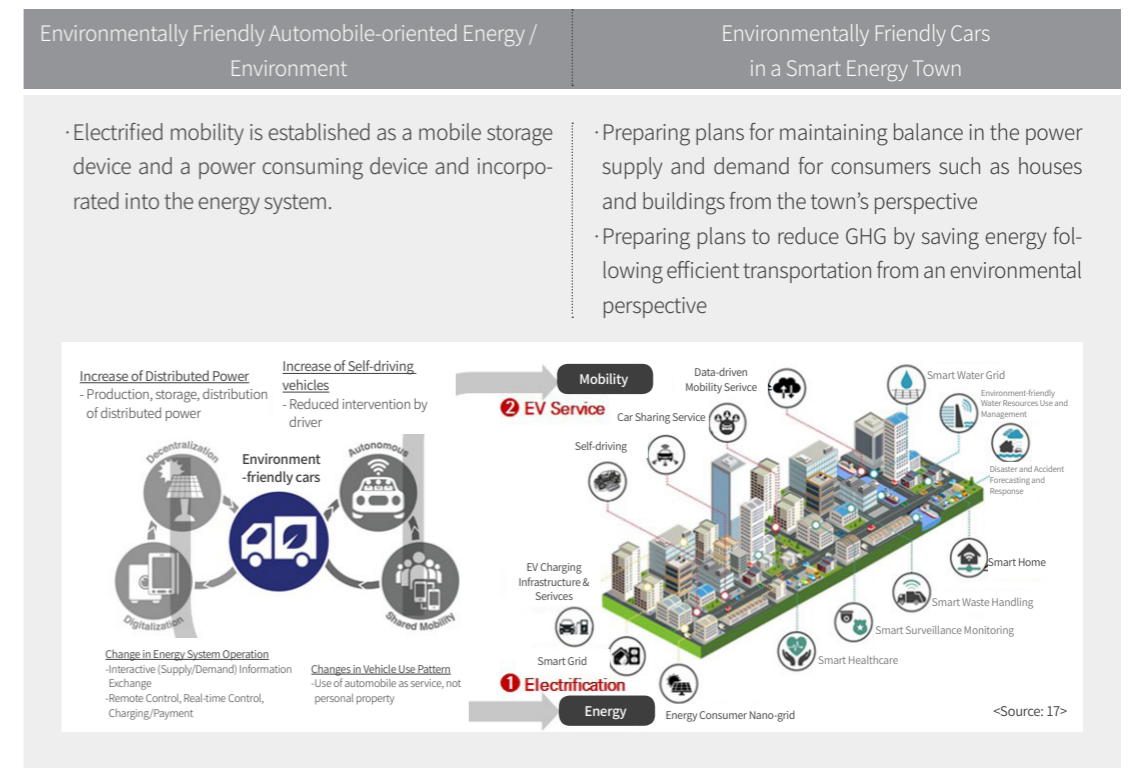 Environmentally Friendly Automobile-oriented Energy /
Environment
Environmentally Friendly Cars
in a Smart Energy Town
· Electrified mobility is established as a mobile storage
device and a power consuming device and incorpo-
rated into the energy system.
· Preparing plans for maintaining balance in the power
supply and demand for consumers such as houses
and buildings from the town's perspective
· Preparing plans to reduce GHG by saving energy fol-
lowing efficient transportation from an environmental
perspective
Increase of Distributed Power
- Production, storage, distribution
of distributed power
Increase of Self-driving
vehicles
- Reduced intervention by
driver
Decentralization
Autonomous
Environment
-friendly cars
Digitalization
Shared Mobility
Change in Energy System Operation
-Interactive (Supply/Demand) Information
Exchange
-Remote Control, Real-time Control,
Charging/Payment
Changes in Vehicle Use Pattern
-Use of automobile as service, not
personal property
Mobility
2 EV Service
Data-driven
Mobility Serivce
Car Sharing Service
Self-driving
EV Charging
Infrastructure &
Serivces
Smart Grid
1 Electrification
Energy
Energy Consumer Nano-grid
Smart Water Grid
Environment-friendly
Water Resources Use and
Management
Disaster and Accident
Forecasting and
Response
Smart Home
Smart Waste Handling
Smart Surveillance Monitoring
Smart Healthcare
<Source: 17>